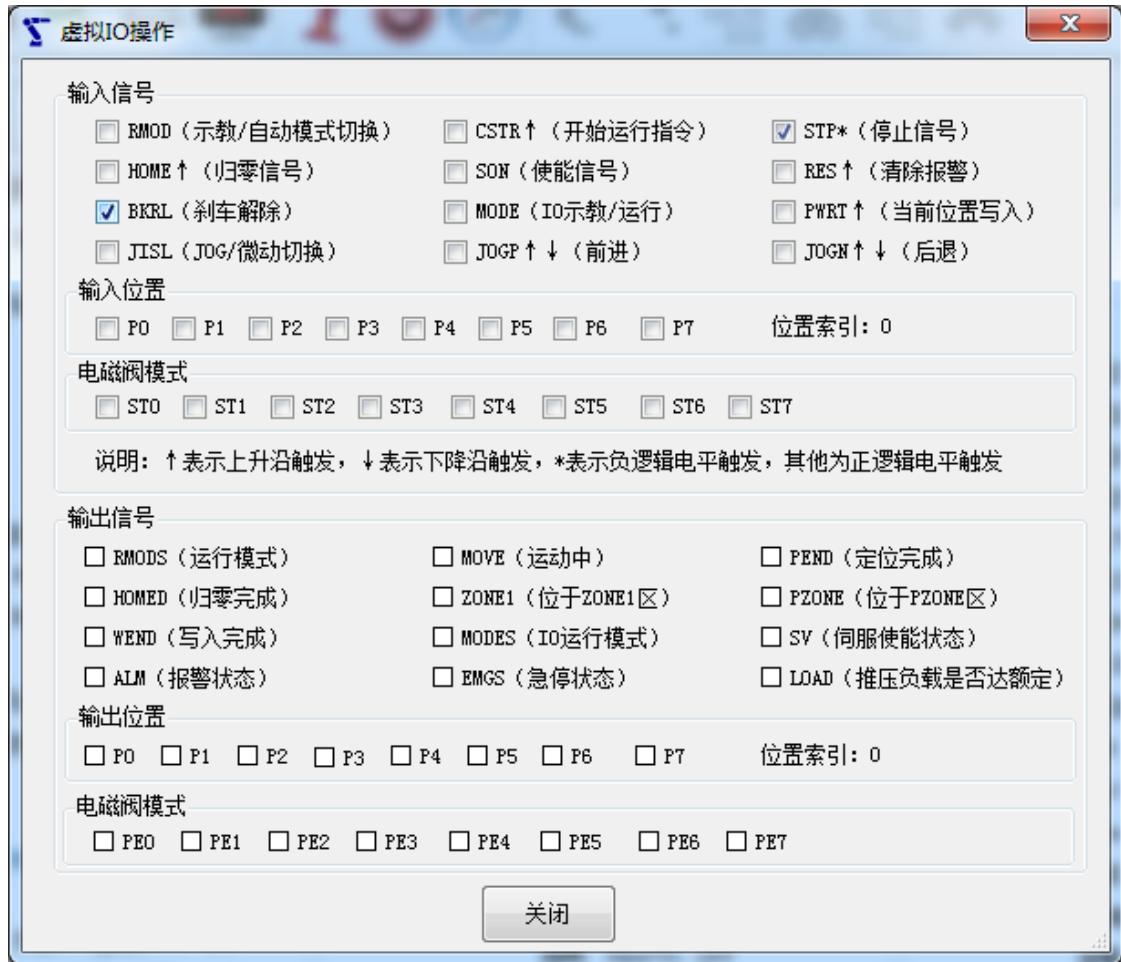 虚拟IO操作
输入信号
RMOD（示教/自动模式切换） CSTR↑（开始运行指令） STP*（停止信号）
HOME↑（归零信号） SON（使能信号） RES↑（清除报警）
BKRL（刹车解除） MODE（IO示教/运行） PWRT↑（当前位置写入）
JISL（JOG/微动切换） JOGP↑↓（前进） JOGN↑↓（后退）
输入位置
P0 P1 P2 P3 P4 P5 P6 P7 位置索引：0
电磁阀模式
ST0 ST1 ST2 ST3 ST4 ST5 ST6 ST7
说明：↑表示上升沿触发，↓表示下降沿触发，*表示负逻辑电平触发，其他为正逻辑电平触发
输出信号
RMODS（运行模式） MOVE（运动中） PEND（定位完成）
HOMED（归零完成） ZONE1（位于ZONE1区） PZONE（位于PZONE区）
WEND（写入完成） MODES（IO运行模式） SV（伺服使能状态）
ALM（报警状态） EMGS（急停状态） LOAD（推压负载是否达额定）
输出位置
P0 P1 P2 P3 P4 P5 P6 P7 位置索引：0
电磁阀模式
PE0 PE1 PE2 PE3 PE4 PE5 PE6 PE7
关闭